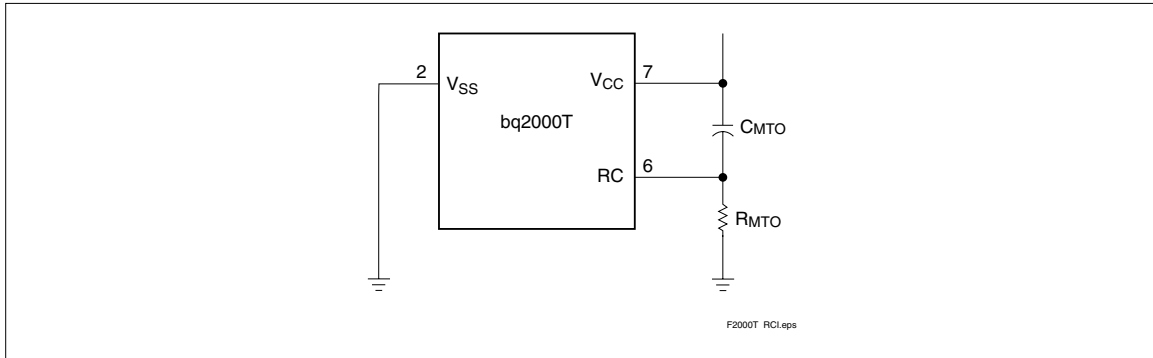 2
VSS
VCC
7
bq2000T
CMTO
RC
6
RMTO
F2000T RCI.eps